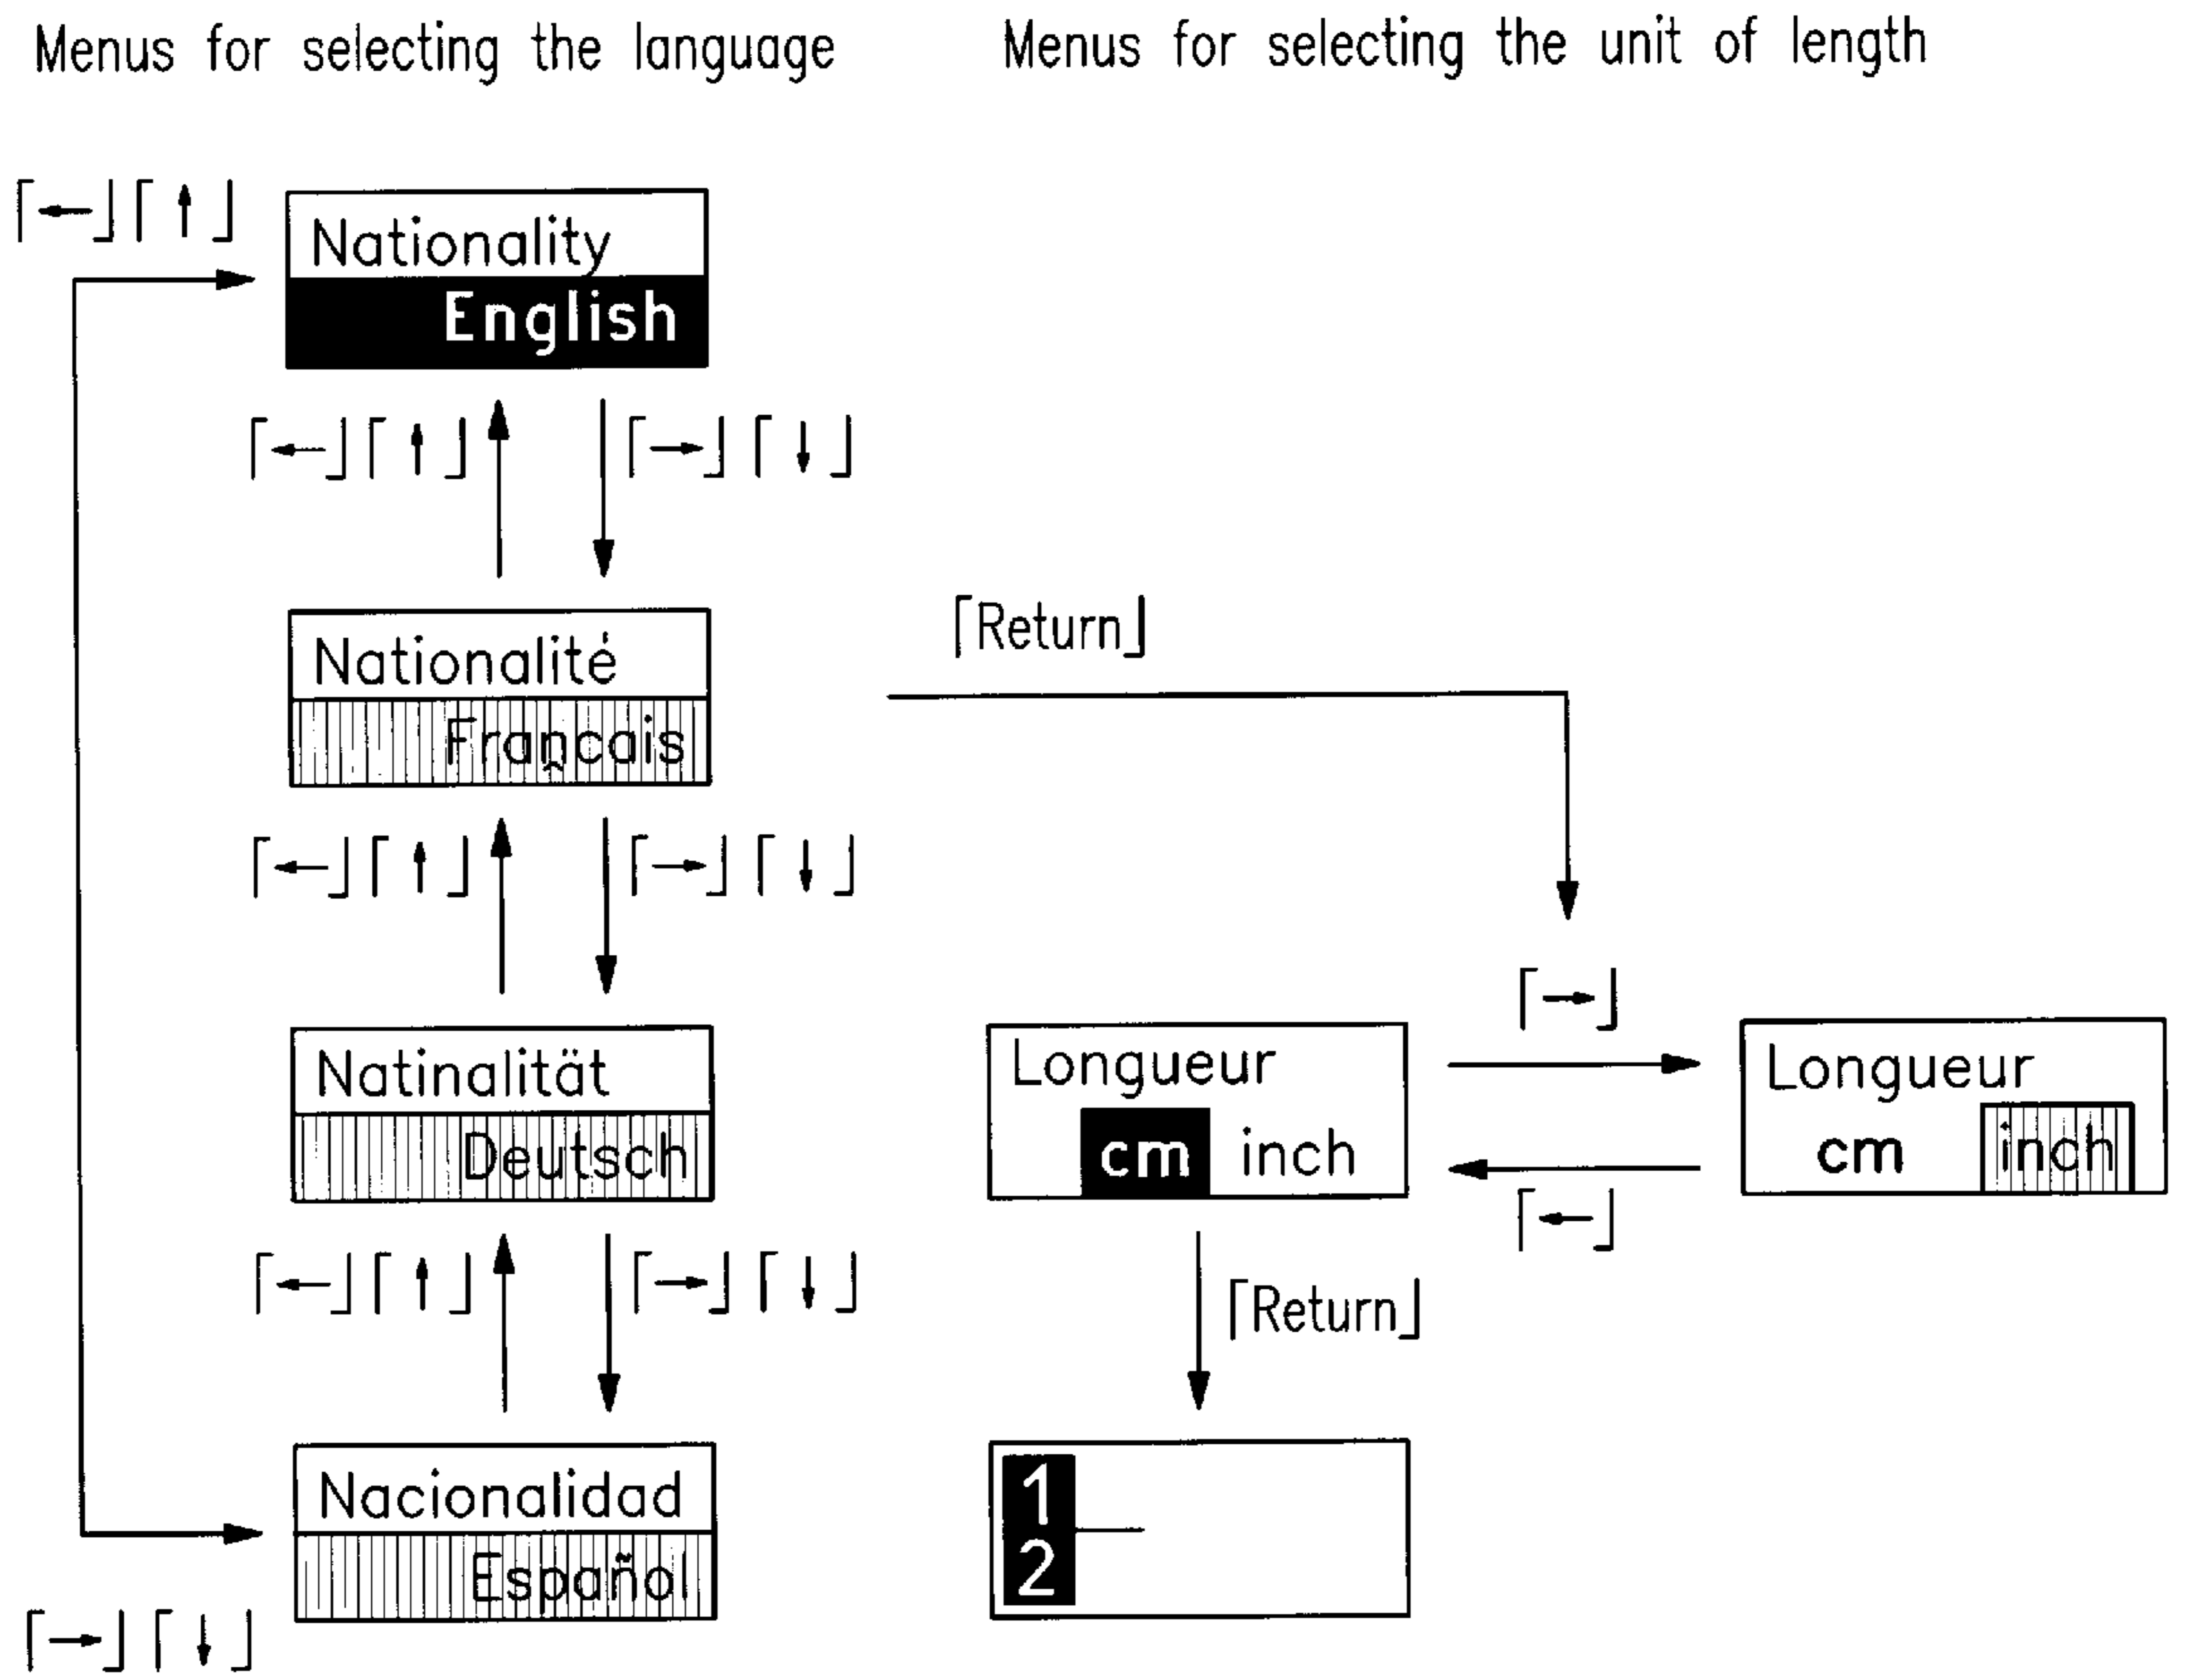 Menus for selecting the language
Menus for selecting the unit of length
⌈←⌋⌈↑⌋
Nationality
English
⌈←⌋⌈↑⌋ ⌈→⌋⌈↓⌋
Nationalité
Français
⌈Return⌋
⌈←⌋⌈↑⌋ ⌈→⌋⌈↓⌋
Natinalität
Deutsch
⌈←⌋⌈↑⌋ ⌈→⌋⌈↓⌋
Nacionalidad
Español
⌈→⌋⌈↓⌋
Longueur
cm inch
⌈→⌋
⌈←⌋
Longueur
cm inch
⌈Return⌋
1
2